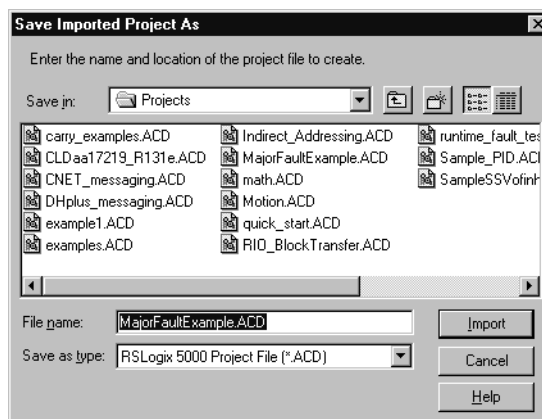 Save Imported Project As
Enter the name and location of the project file to create.
Save in: Projects
carry_examples.ACD
CLDaa17219_R131e.ACD
CNET_messaging.ACD
DHplus_messaging.ACD
example1.ACD
examples.ACD
Indirect_Addressing.ACD
MajorFaultExample.ACD
math.ACD
Motion.ACD
quick_start.ACD
RIO_BlockTransfer.ACD
runtime_fault_tes
Sample_PID.ACI
SampleSSVofinh
File name: MajorFaultExample.ACD
Import
Save as type: RSLogix 5000 Project File (*.ACD)
Cancel
Help